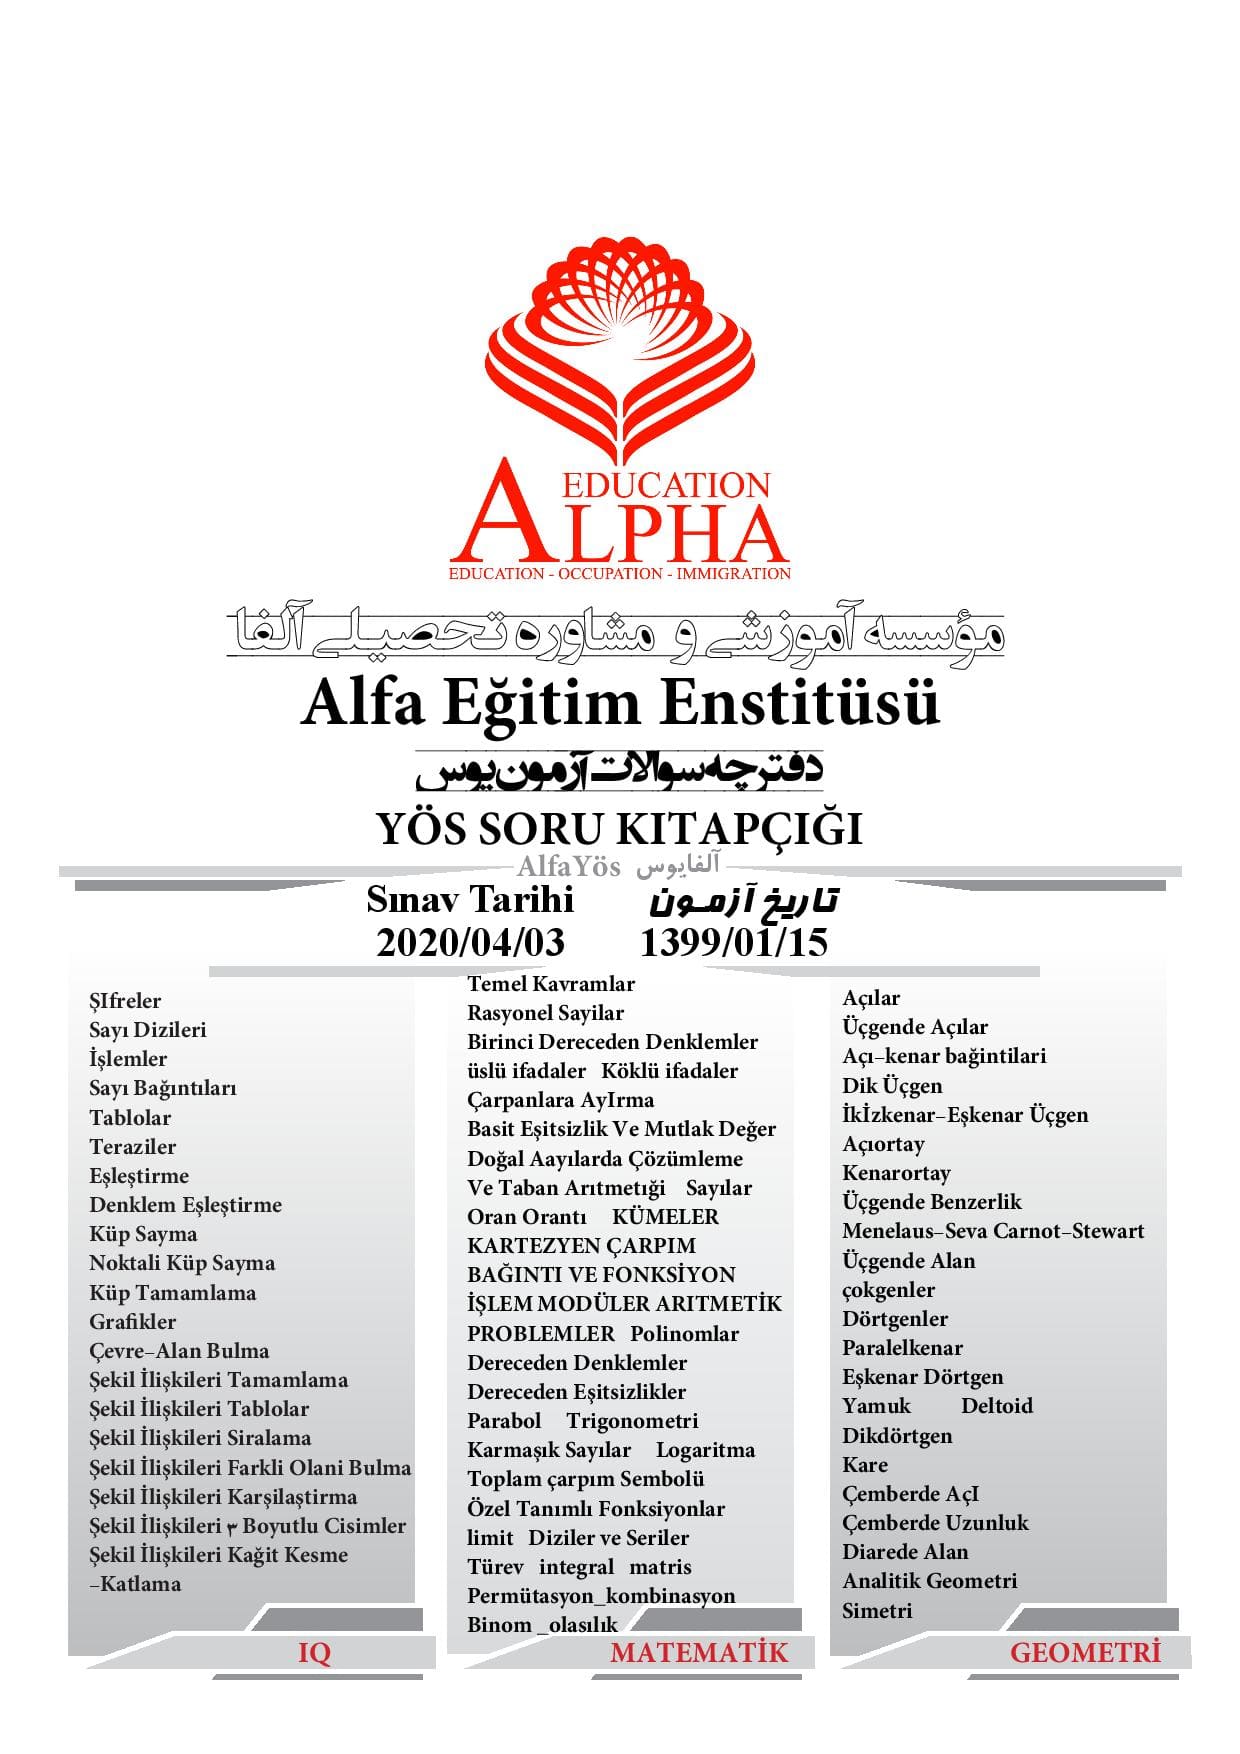 EDUCATION
ALPHA
EDUCATION - OCCUPATION - IMMIGRATION
مؤسسه آموزشی و مشاوره تحصیلی آلفا
Alfa Eğitim Enstitüsü
دفترچه سوالات آزمون یوس
YÖS SORU KITAPÇIĞI
AlfaYös آلفایوس
Sınav Tarihi تاریخ آزمون
2020/04/03 1399/01/15
ŞIfreler
Sayı Dizileri
İşlemler
Sayı Bağıntıları
Tablolar
Teraziler
Eşleştirme
Denklem Eşleştirme
Küp Sayma
Noktali Küp Sayma
Küp Tamamlama
Grafikler
Çevre–Alan Bulma
Şekil İlişkileri Tamamlama
Şekil İlişkileri Tablolar
Şekil İlişkileri Siralama
Şekil İlişkileri Farkli Olani Bulma
Şekil İlişkileri Karşilaştirma
Şekil İlişkileri ۳ Boyutlu Cisimler
Şekil İlişkileri Kağit Kesme
–Katlama
IQ
Temel Kavramlar
Rasyonel Sayilar
Birinci Dereceden Denklemler
üslü ifadaler Köklü ifadaler
Çarpanlara AyIrma
Basit Eşitsizlik Ve Mutlak Değer
Doğal Aayılarda Çözümleme
Ve Taban Arıtmetıği Sayılar
Oran Orantı KÜMELER
KARTEZYEN ÇARPIM
BAĞINTI VE FONKSİYON
İŞLEM MODÜLER ARITMETİK
PROBLEMLER Polinomlar
Dereceden Denklemler
Dereceden Eşitsizlikler
Parabol Trigonometri
Karmaşık Sayılar Logaritma
Toplam çarpım Sembolü
Özel Tanımlı Fonksiyonlar
limit Diziler ve Seriler
Türev integral matris
Permütasyon_kombinasyon
Binom _olasılık
MATEMATİK
Açılar
Üçgende Açılar
Açı–kenar bağintilari
Dik Üçgen
İkİzkenar–Eşkenar Üçgen
Açıortay
Kenarortay
Üçgende Benzerlik
Menelaus–Seva Carnot–Stewart
Üçgende Alan
çokgenler
Dörtgenler
Paralelkenar
Eşkenar Dörtgen
Yamuk Deltoid
Dikdörtgen
Kare
Çemberde AçI
Çemberde Uzunluk
Diarede Alan
Analitik Geometri
Simetri
GEOMETRİ